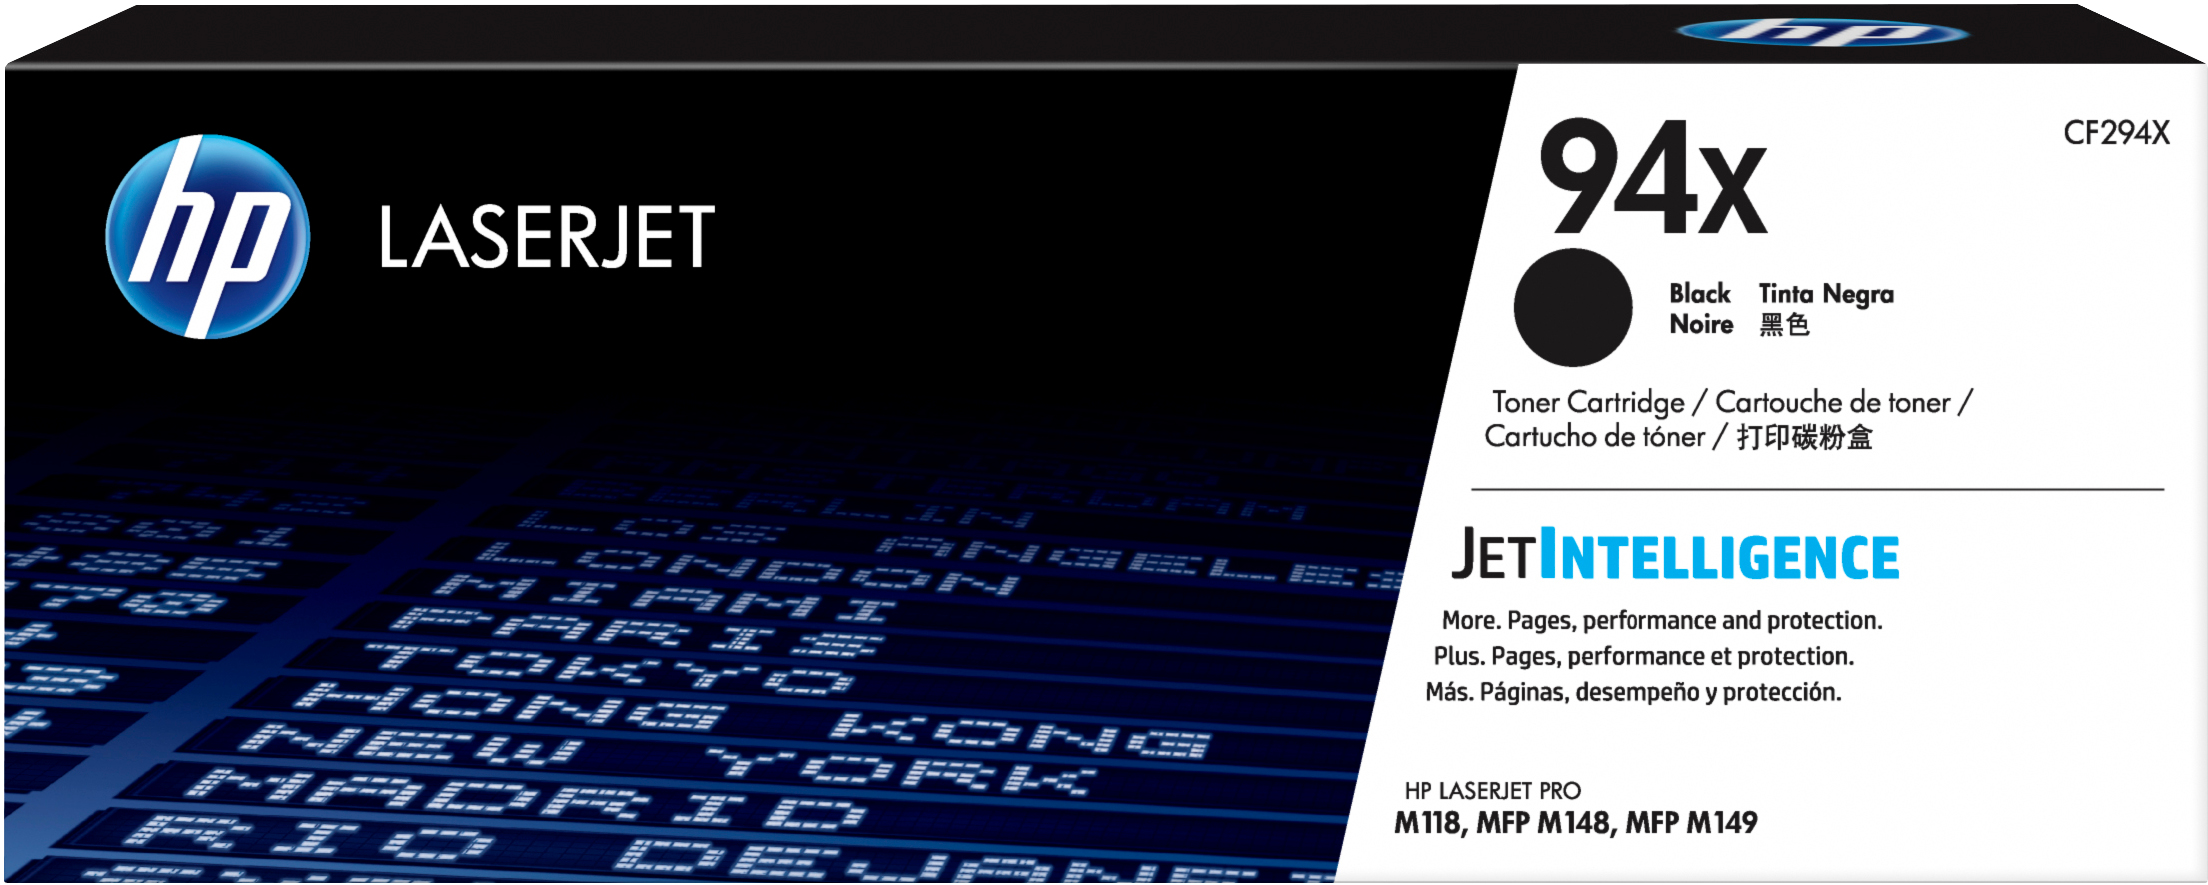 hp
hp
LASERJET
94X
CF294X
Black Tinta Negra
Noire 黑色
Toner Cartridge / Cartouche de toner /
Cartucho de tóner / 打印碳粉盒
JETINTELLIGENCE
More. Pages, performance and protection.
Plus. Pages, performance et protection.
Más. Páginas, desempeño y protección.
HP LASERJET PRO
M118, MFP M148, MFP M149
AMSTERDAM
BERLIN
LOS ANGELES
LONDON
MIAMI
PARIS
TOKYO
HONG KONG
NEW YORK
MADRID
RIO DE JANE